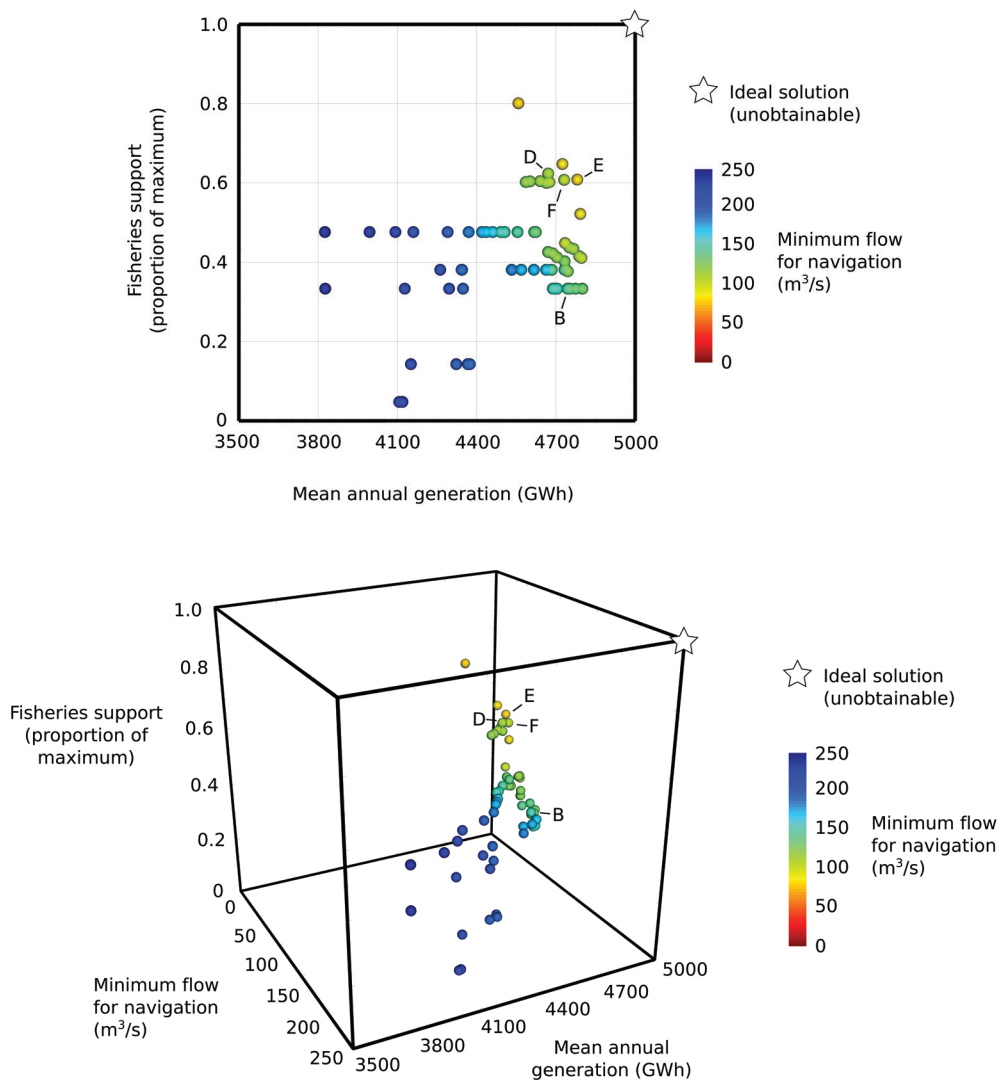 1.0
0.8
0.6
0.4
0.2
0
Fisheries support
(proportion of maximum)
D
E
F
B
3500 3800 4100 4400 4700 5000
Mean annual generation (GWh)
Ideal solution
(unobtainable)
250
200
150
100
50
0
Minimum flow
for navigation
(m³/s)
1.0
0.8
0.6
0.4
0.2
0
Fisheries support
(proportion of
maximum)
E
D
F
B
0
50
100
150
200
250
Minimum flow
for navigation
(m³/s)
3500
3800
4100
4400
4700
5000
Mean annual
generation (GWh)
Ideal solution
(unobtainable)
250
200
150
100
50
0
Minimum flow
for navigation
(m³/s)